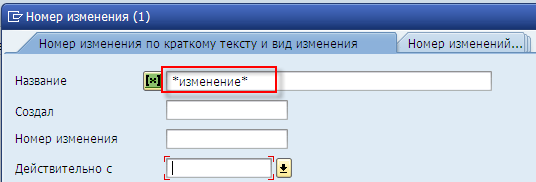 Номер изменения (1)
Номер изменения по краткому тексту и вид изменения Номер изменений...
Название *изменение*
Создал
Номер изменения
Действительно с